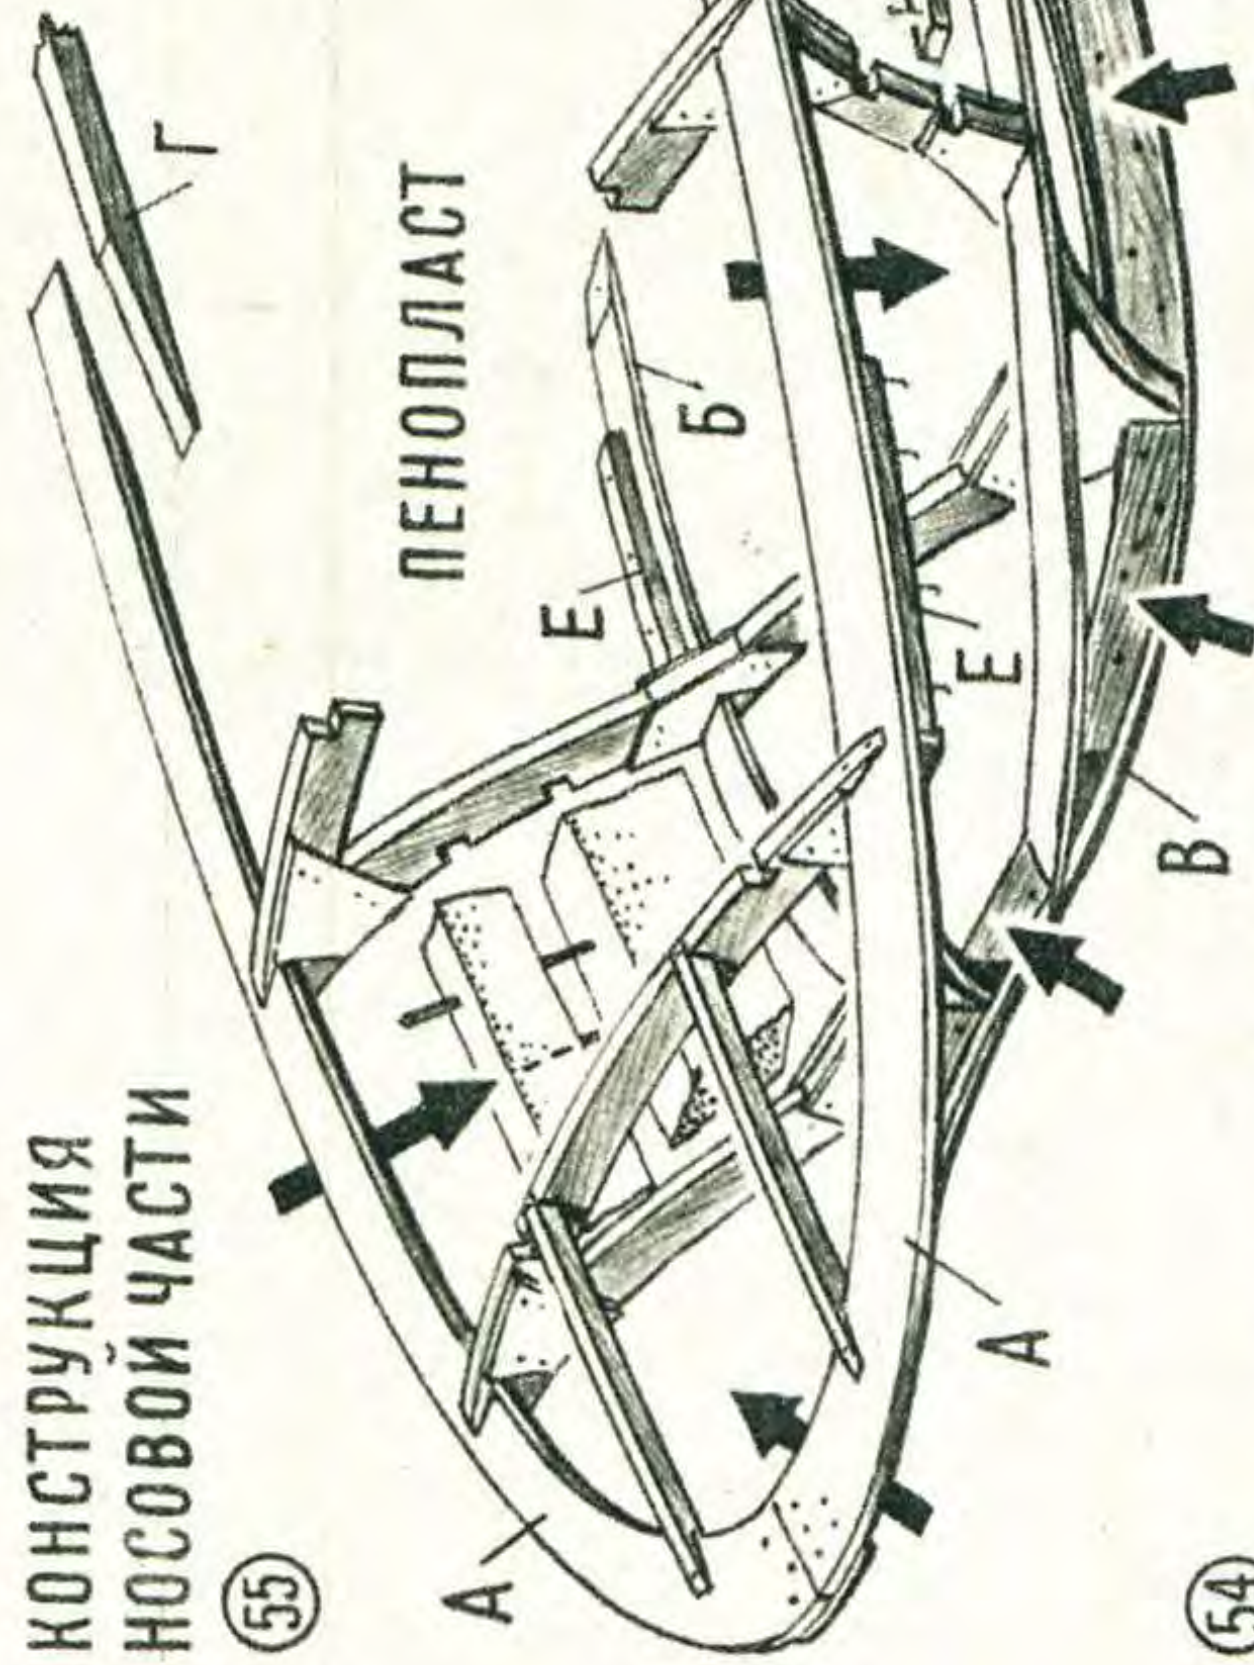 КОНСТРУКЦИЯ
НОСОВОЙ ЧАСТИ
55
Г
ПЕНОПЛАСТ
Е
Б
Е
В
А
А
54